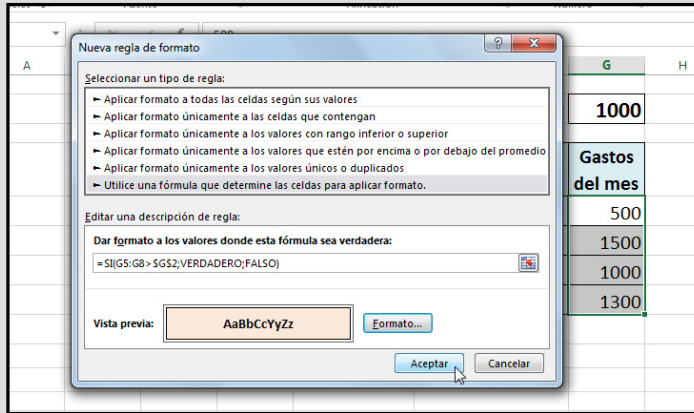 500
Nueva regla de formato
A
G
H
Seleccionar un tipo de regla:
► Aplicar formato a todas las celdas según sus valores
► Aplicar formato únicamente a las celdas que contengan
► Aplicar formato únicamente a los valores con rango inferior o superior
► Aplicar formato únicamente a los valores que estén por encima o por debajo del promedio
► Aplicar formato únicamente a los valores únicos o duplicados
► Utilice una fórmula que determine las celdas para aplicar formato.
1000
Gastos
del mes
500
1500
1000
1300
Editar una descripción de regla:
Dar formato a los valores donde esta fórmula sea verdadera:
=SI(G5:G8>$G$2;VERDADERO;FALSO)
Vista previa:
AaBbCcYyZz
Formato...
Aceptar
Cancelar